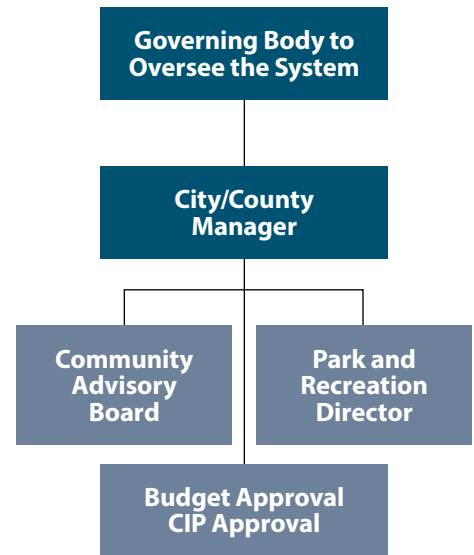 Governing Body to
Oversee the System
City/County
Manager
Community
Advisory
Board
Park and
Recreation
Director
Budget Approval
CIP Approval